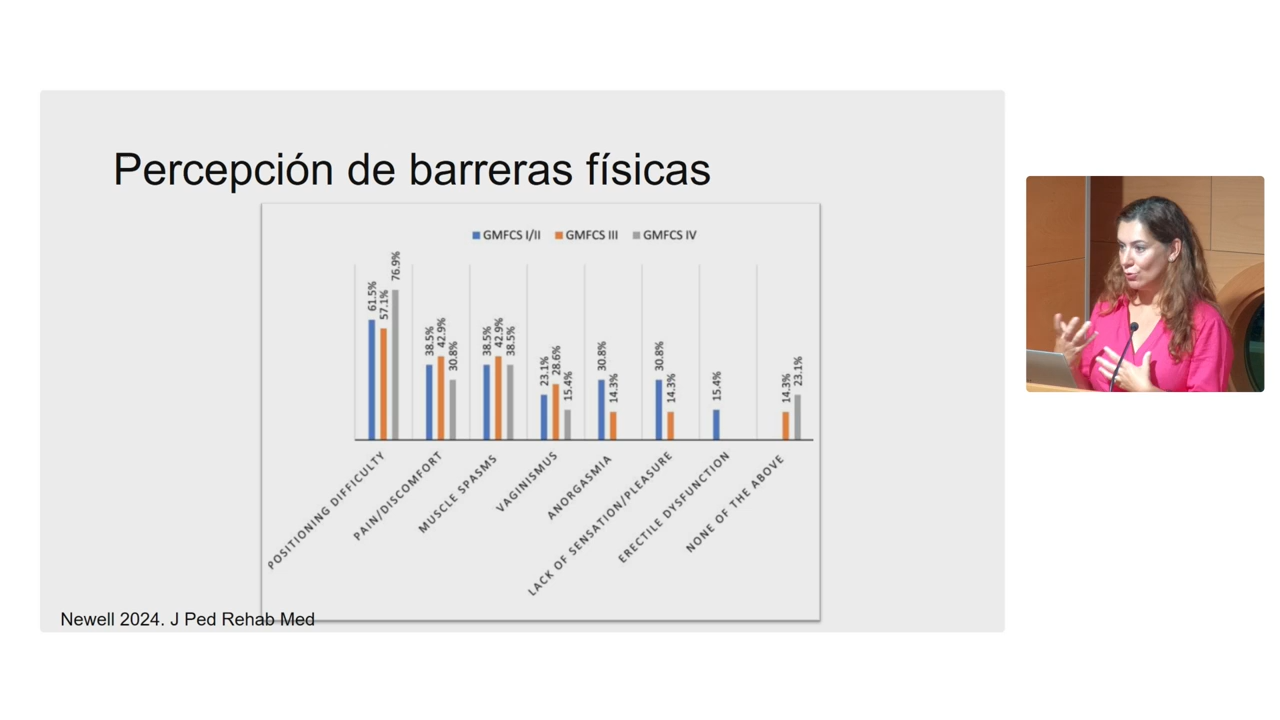 Percepción de barreras físicas
GMFCS I/II GMFCS III GMFCS IV
61.5%
57.1%
76.9%
38.5%
42.9%
30.8%
38.5%
42.9%
38.5%
23.1%
28.6%
15.4%
30.8%
14.3%
30.8%
14.3%
15.4%
14.3%
23.1%
POSITIONING DIFFICULTY
PAIN/DISCOMFORT
MUSCLE SPASMS
VAGINISMUS
ANORGASMIA
LACK OF SENSATION/PLEASURE
ERECTILE DYSFUNCTION
NONE OF THE ABOVE
Newell 2024. J Ped Rehab Med